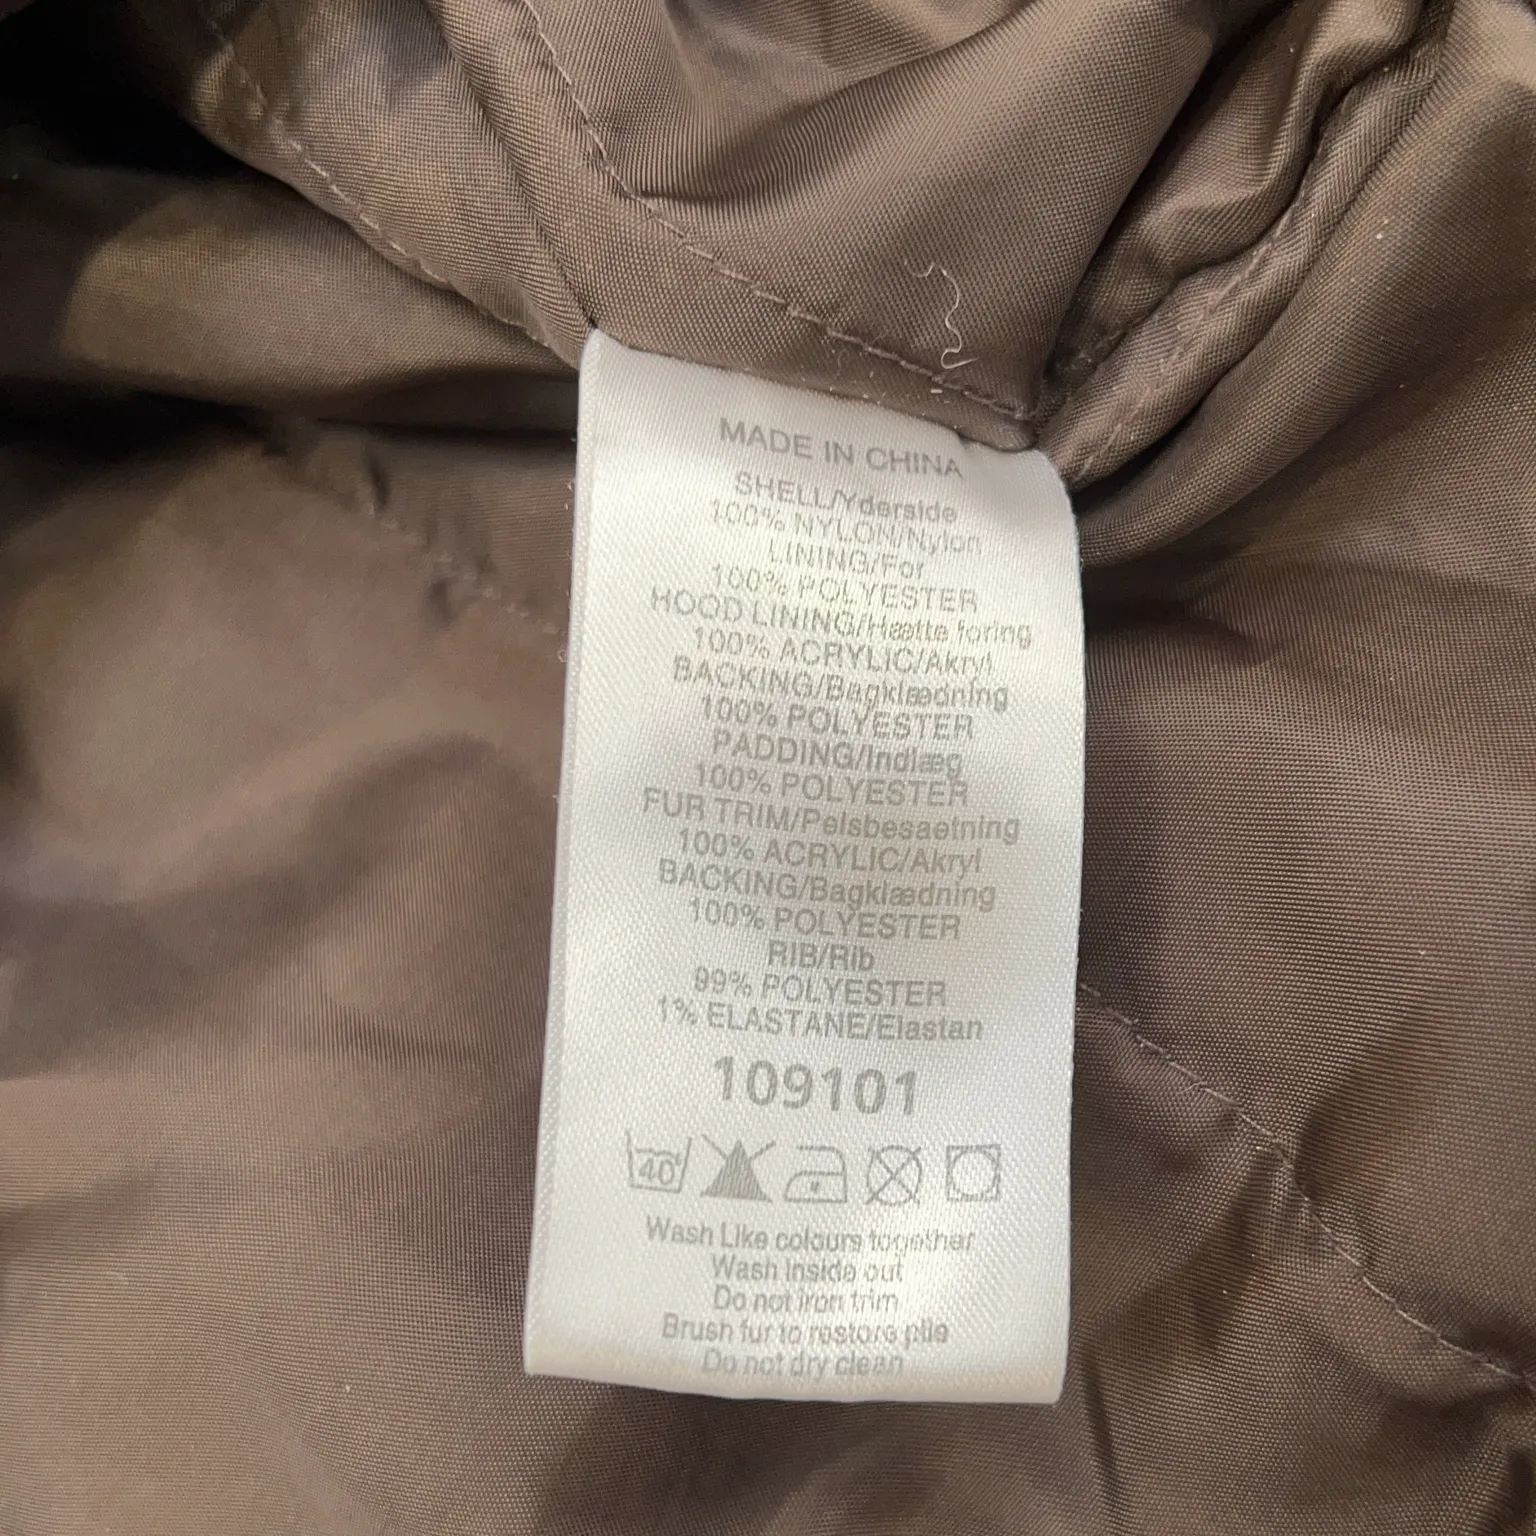 MADE IN CHINA
SHELL/Yderside
100% NYLON/Nylon
LINING/For
100% POLYESTER
HOOD LINING/Hætte foring
100% ACRYLIC/Akryl
BACKING/Bagklædning
100% POLYESTER
PADDING/Indlæg
100% POLYESTER
FUR TRIM/Pelsbesaetning
100% ACRYLIC/Akryl
BACKING/Bagklædning
100% POLYESTER
RIB/Rib
99% POLYESTER
1% ELASTANE/Elastan
109101
40
Wash Like colours together
Wash inside out
Do not iron trim
Brush fur to restore pile
Do not dry clean